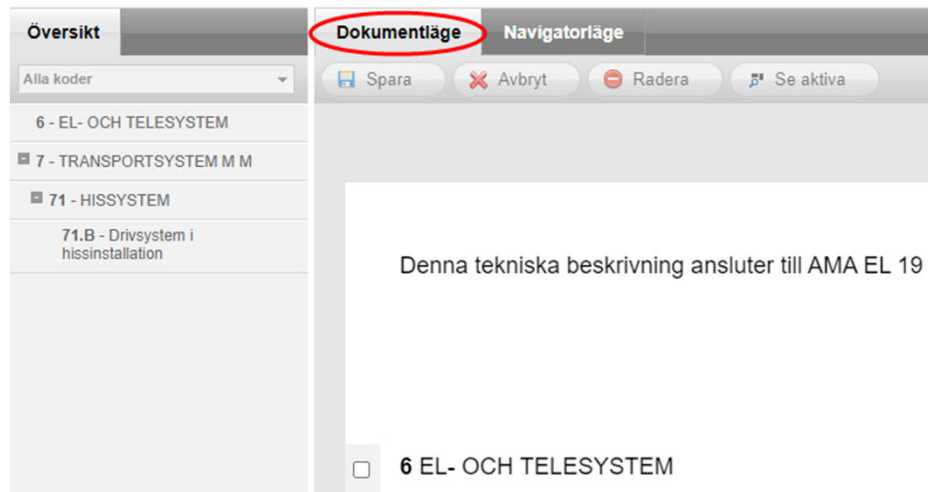 Översikt
Alla koder
6 - EL- OCH TELESYSTEM
7 - TRANSPORTSYSTEM M M
71 - HISSYSTEM
71.B - Drivsystem i
hissinstallation
Dokumentläge Navigatorläge
Spara Avbryt Radera Se aktiva
Denna tekniska beskrivning ansluter till AMA EL 19
6 EL- OCH TELESYSTEM